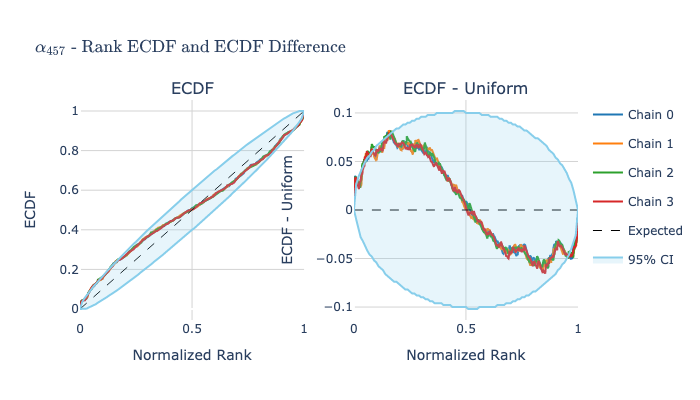 α457 - Rank ECDF and ECDF Difference
ECDF
ECDF - Uniform
1
0.8
0.6
0.4
0.2
0
ECDF
0
0.5
1
Normalized Rank
0.1
0.05
0
−0.05
−0.1
ECDF - Uniform
0
0.5
1
Normalized Rank
Chain 0
Chain 1
Chain 2
Chain 3
Expected
95% CI